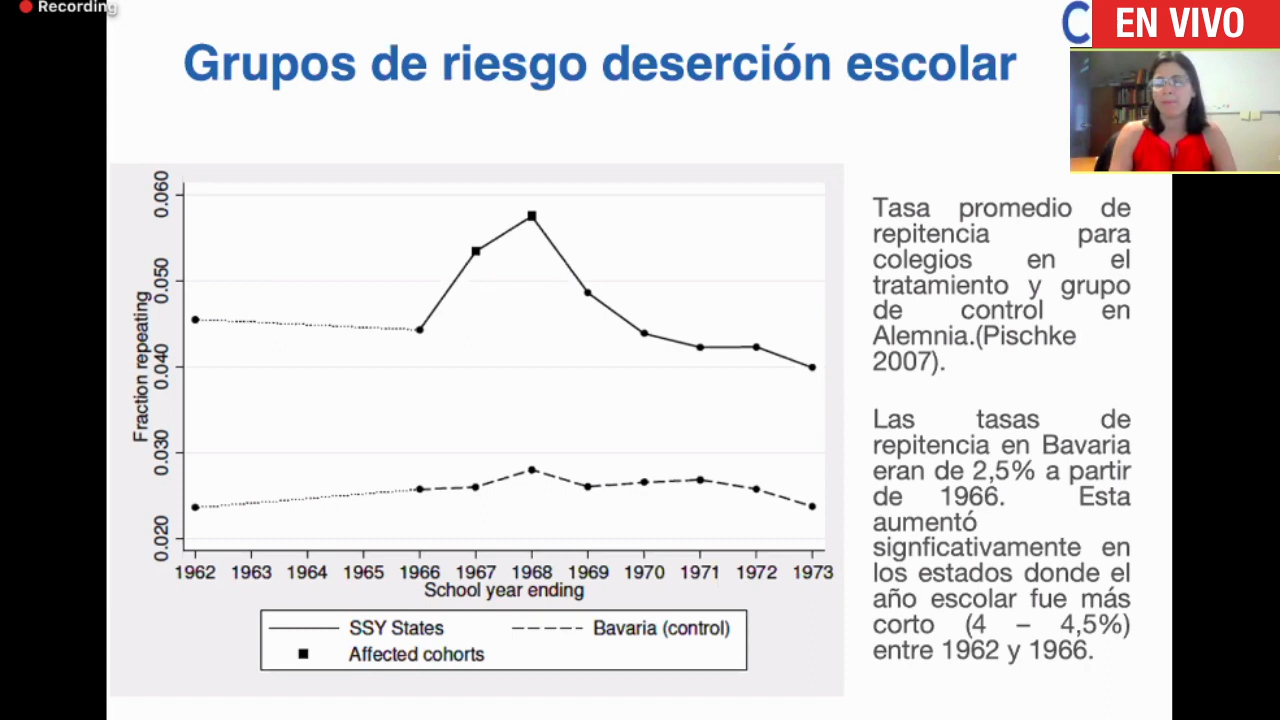 Recording
C EN VIVO
Grupos de riesgo deserción escolar
0.060
0.050
0.040
0.030
0.020
Fraction repeating
1962 1963 1964 1965 1966 1967 1968 1969 1970 1971 1972 1973
School year ending
SSY States
Bavaria (control)
Affected cohorts
Tasa promedio de
repitencia para
colegios en el
tratamiento y grupo
de control en
Alemnia.(Pischke
2007).
Las tasas de
repitencia en Bavaria
eran de 2,5% a partir
de 1966. Esta
aumentó
signficativamente en
los estados donde el
año escolar fue más
corto (4 – 4,5%)
entre 1962 y 1966.